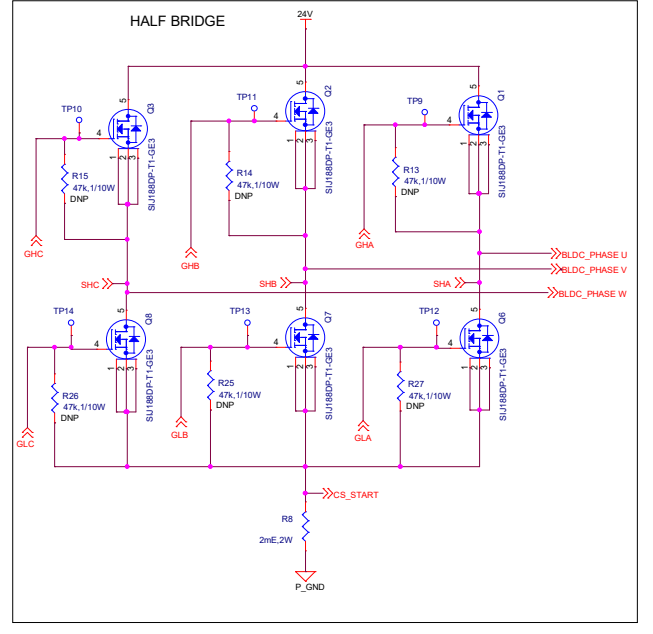 HALF BRIDGE
24V
TP10
5
Q3
4
1
2
3
SIJ188DP-T1-GE3
R15
47k,1/10W
DNP
GHC
TP11
5
Q2
4
1
2
3
SIJ188DP-T1-GE3
R14
47k,1/10W
DNP
GHB
TP9
5
Q1
4
1
2
3
SIJ188DP-T1-GE3
R13
47k,1/10W
DNP
GHA
BLDC_PHASE U
BLDC_PHASE V
BLDC_PHASE W
SHC
SHB
SHA
TP14
5
Q8
4
1
2
3
SIJ188DP-T1-GE3
R26
47k,1/10W
DNP
GLC
TP13
5
Q7
4
1
2
3
SIJ188DP-T1-GE3
R25
47k,1/10W
DNP
GLB
TP12
5
Q6
4
1
2
3
SIJ188DP-T1-GE3
R27
47k,1/10W
DNP
GLA
CS_START
R8
2mE,2W
P_GND